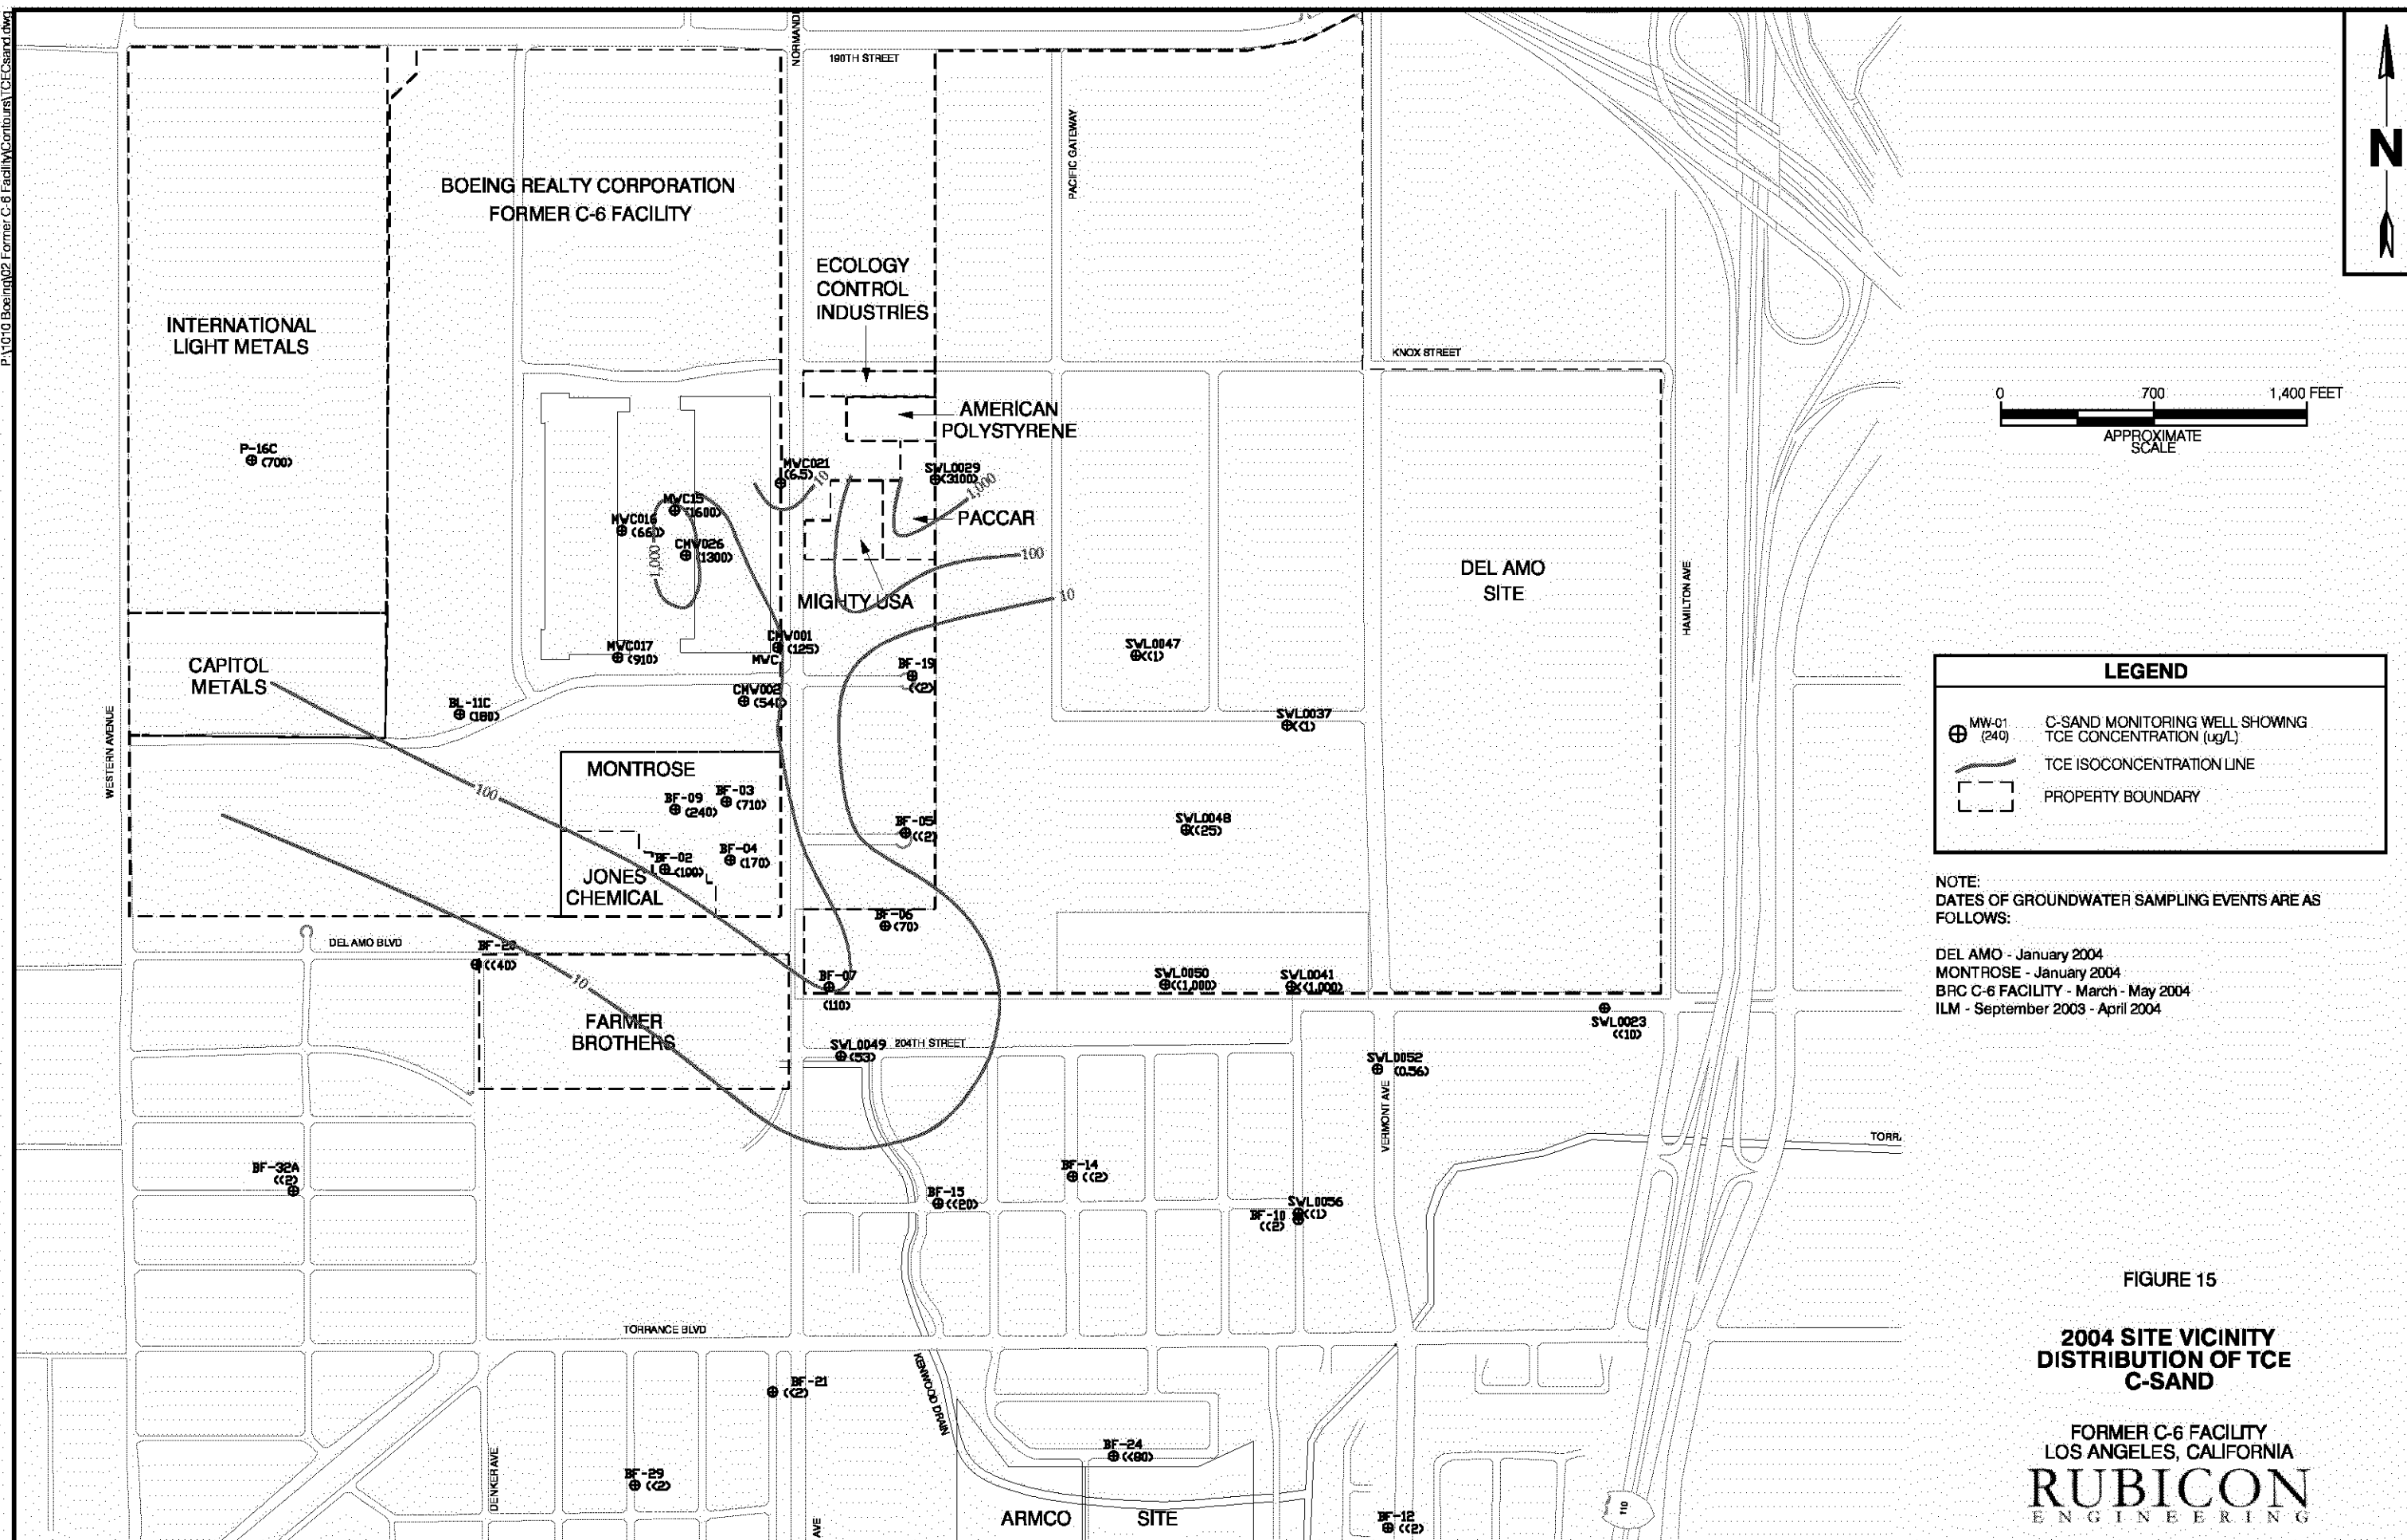 P:\1010 Boeing\02 Former C-6 Facility\Contours\TCECsand.dwg
NORMANDI
190TH STREET
PACIFIC GATEWAY
N
BOEING REALTY CORPORATION
FORMER C-6 FACILITY
ECOLOGY
CONTROL
INDUSTRIES
INTERNATIONAL
LIGHT METALS
KNOX STREET
0 700 1,400 FEET
APPROXIMATE
SCALE
AMERICAN
POLYSTYRENE
P-16C
(700)
MWC021
(6.5)
10
SWL0029
(3100)
1,000
MWC15
(1600)
MWC016
(660)
PACCAR
CMW026
(1300)
1,000
100
DEL AMO
SITE
HAMILTON AVE
MIGHTY USA
10
CMW001
(125)
MWC
MWC017
(910)
SWL0047
(<1)
CAPITOL
METALS
BF-19
(<2)
CMW002
(540)
BL-11C
(180)
SWL0037
(<1)
WESTERN AVENUE
LEGEND
MW-01
(240)
C-SAND MONITORING WELL SHOWING
TCE CONCENTRATION (ug/L)
TCE ISOCONCENTRATION LINE
PROPERTY BOUNDARY
MONTROSE
100
BF-09
(240)
BF-03
(710)
BF-05
(<2)
SWL0048
(<25)
BF-02
(100)
BF-04
(170)
JONES
CHEMICAL
NOTE:
DATES OF GROUNDWATER SAMPLING EVENTS ARE AS
FOLLOWS:
DEL AMO - January 2004
MONTROSE - January 2004
BRC C-6 FACILITY - March - May 2004
ILM - September 2003 - April 2004
BF-06
(70)
DEL AMO BLVD
BF-20
(<40)
10
BF-07
(110)
SWL0050
(<1,000)
SWL0041
(<1,000)
FARMER
BROTHERS
SWL0023
(<10)
SWL0049
(53)
204TH STREET
SWL0052
(0.56)
VERMONT AVE
TORR
BF-32A
(<2)
BF-14
(<2)
BF-15
(<20)
SWL0056
(<1)
BF-10
(<2)
TORRANCE BLVD
KENWOOD DRAIN
BF-21
(<2)
DENKER AVE
BF-29
(<2)
BF-24
(<80)
AVE
ARMCO SITE
BF-12
(<2)
110
FIGURE 15
2004 SITE VICINITY
DISTRIBUTION OF TCE
C-SAND
FORMER C-6 FACILITY
LOS ANGELES, CALIFORNIA
RUBICON
ENGINEERING